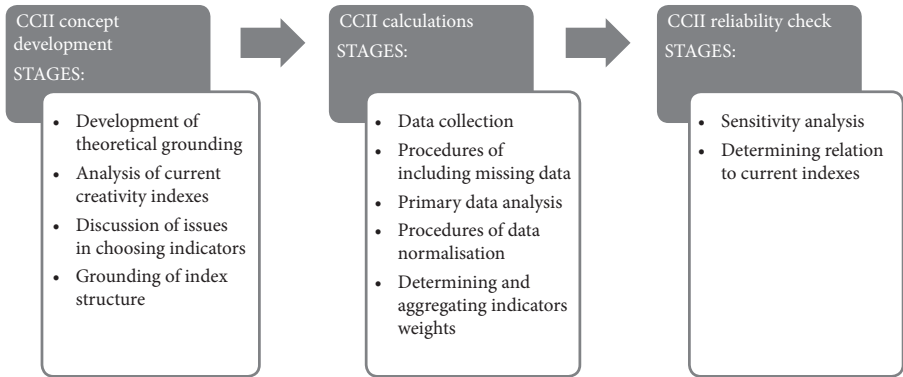 CCII concept
development
STAGES:
• Development of
theoretical grounding
• Analysis of current
creativity indexes
• Discussion of issues
in choosing indicators
• Grounding of index
structure
CCII calculations
STAGES:
• Data collection
• Procedures of
including missing data
• Primary data analysis
• Procedures of data
normalisation
• Determining and
aggregating indicators
weights
CCII reliability check
STAGES:
• Sensitivity analysis
• Determining relation
to current indexes